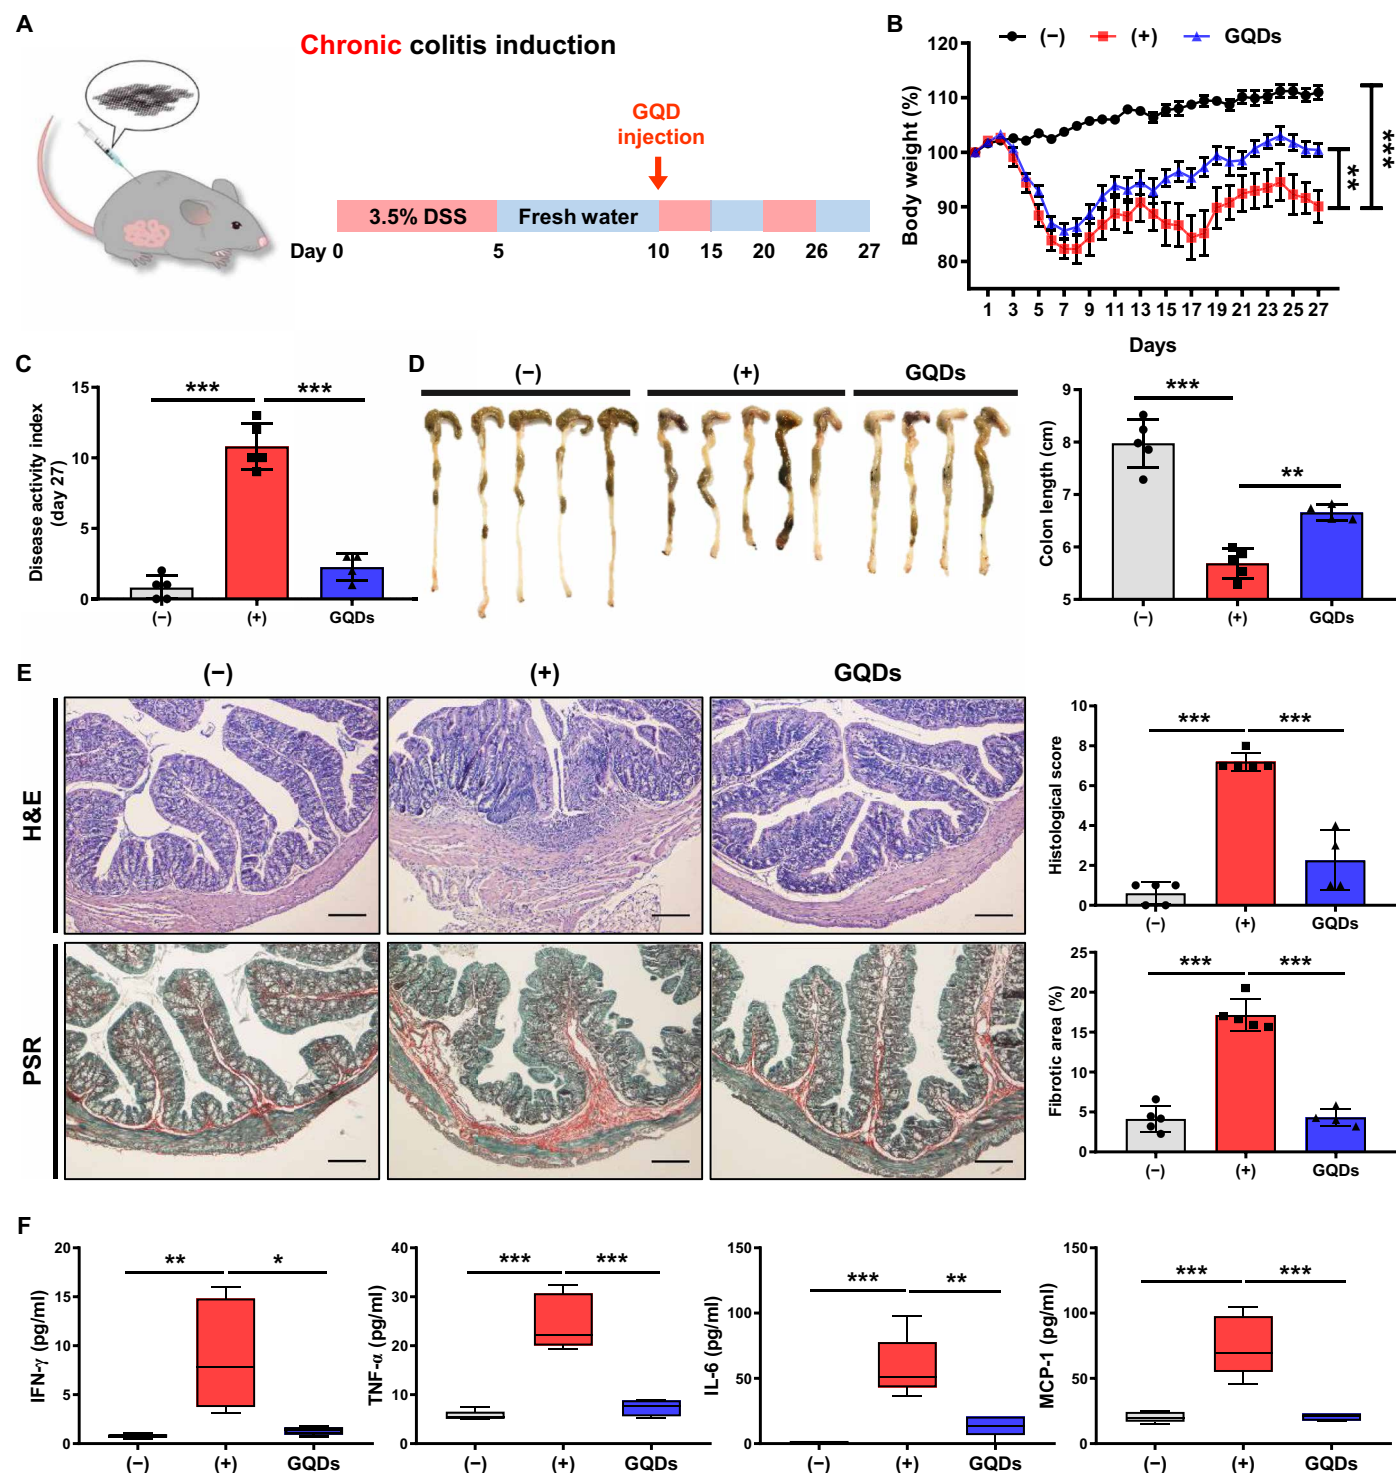 A
Chronic colitis induction
GQD
injection
3.5% DSS
Fresh water
Day 0 5 10 15 20 26 27
B
(−) (+) GQDs
120
110
100
90
80
Body weight (%)
** ***
1 3 5 7 9 11 13 15 17 19 21 23 25 27
Days
C
*** ***
15
10
5
0
Disease activity index
(day 27)
(−) (+) GQDs
D
(−) (+) GQDs
***
**
9
8
7
6
5
Colon length (cm)
(−) (+) GQDs
E
(−) (+) GQDs
H&E
PSR
10
8
6
4
2
0
Histological score
*** ***
(−) (+) GQDs
25
20
15
10
5
0
Fibrotic area (%)
*** ***
(−) (+) GQDs
F
20
15
10
5
0
IFN-γ (pg/ml)
** *
(−) (+) GQDs
40
30
20
10
0
TNF-α (pg/ml)
*** ***
(−) (+) GQDs
150
100
50
0
IL-6 (pg/ml)
*** **
(−) (+) GQDs
150
100
50
0
MCP-1 (pg/ml)
*** ***
(−) (+) GQDs